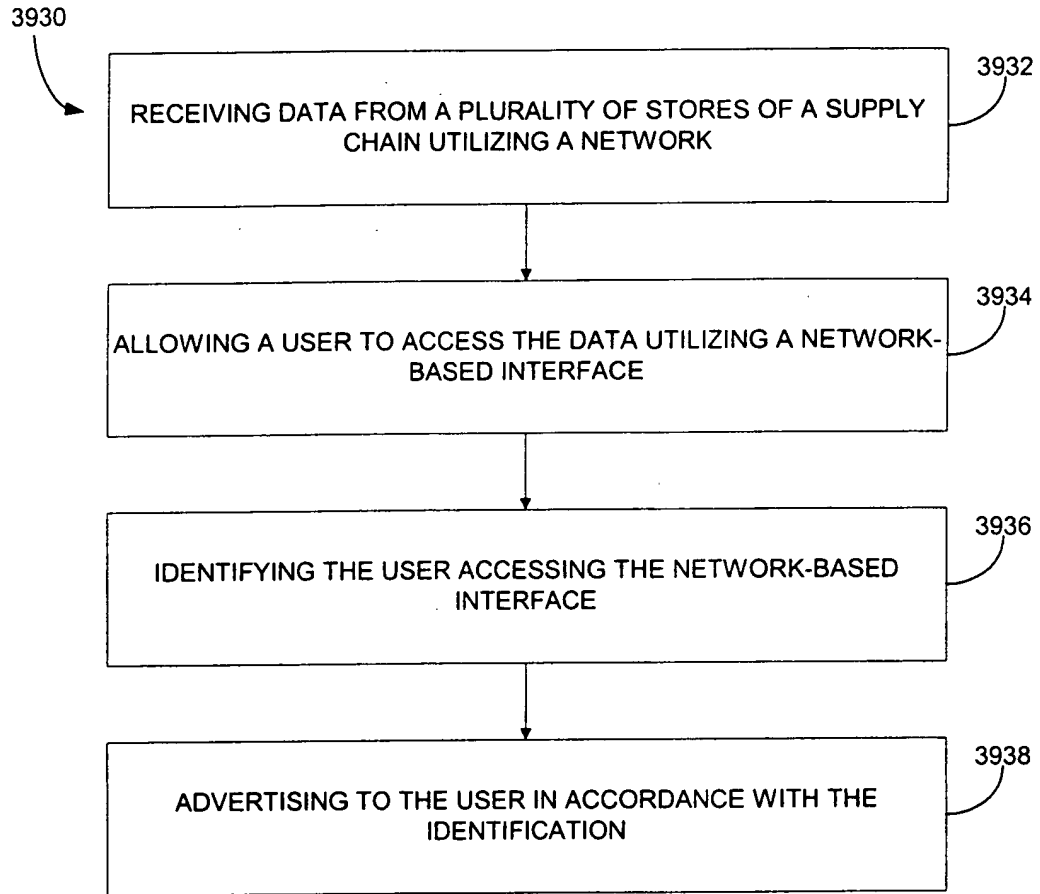 3930
3932
RECEIVING DATA FROM A PLURALITY OF STORES OF A SUPPLY
CHAIN UTILIZING A NETWORK
3934
ALLOWING A USER TO ACCESS THE DATA UTILIZING A NETWORK-
BASED INTERFACE
3936
IDENTIFYING THE USER ACCESSING THE NETWORK-BASED
INTERFACE
3938
ADVERTISING TO THE USER IN ACCORDANCE WITH THE
IDENTIFICATION